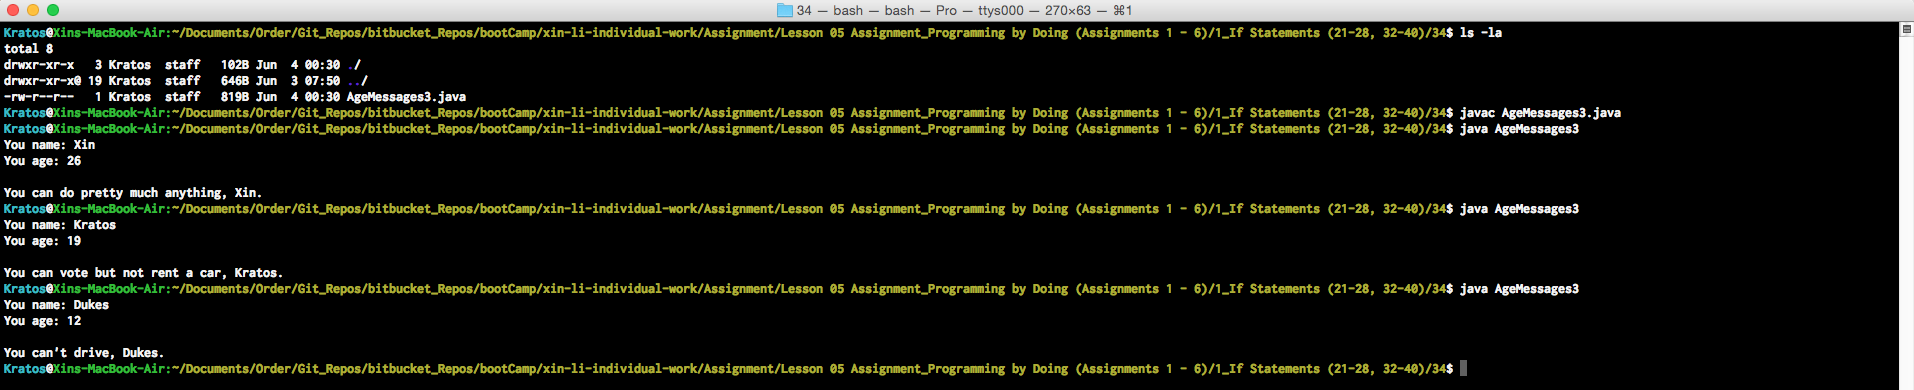 34 — bash — bash — Pro — ttys000 — 270×63 — ⌘1
Kratos@Xins-MacBook-Air:~/Documents/Order/Git_Repos/bitbucket_Repos/bootCamp/xin-li-individual-work/Assignment/Lesson 05 Assignment_Programming by Doing (Assignments 1 - 6)/1_If Statements (21-28, 32-40)/34$ ls -la
total 8
drwxr-xr-x   3 Kratos  staff   102B Jun  4 00:30 ./
drwxr-xr-x@ 19 Kratos  staff   646B Jun  3 07:50 ../
-rw-r--r--   1 Kratos  staff   819B Jun  4 00:30 AgeMessages3.java
Kratos@Xins-MacBook-Air:~/Documents/Order/Git_Repos/bitbucket_Repos/bootCamp/xin-li-individual-work/Assignment/Lesson 05 Assignment_Programming by Doing (Assignments 1 - 6)/1_If Statements (21-28, 32-40)/34$ javac AgeMessages3.java
Kratos@Xins-MacBook-Air:~/Documents/Order/Git_Repos/bitbucket_Repos/bootCamp/xin-li-individual-work/Assignment/Lesson 05 Assignment_Programming by Doing (Assignments 1 - 6)/1_If Statements (21-28, 32-40)/34$ java AgeMessages3
You name: Xin
You age: 26
You can do pretty much anything, Xin.
Kratos@Xins-MacBook-Air:~/Documents/Order/Git_Repos/bitbucket_Repos/bootCamp/xin-li-individual-work/Assignment/Lesson 05 Assignment_Programming by Doing (Assignments 1 - 6)/1_If Statements (21-28, 32-40)/34$ java AgeMessages3
You name: Kratos
You age: 19
You can vote but not rent a car, Kratos.
Kratos@Xins-MacBook-Air:~/Documents/Order/Git_Repos/bitbucket_Repos/bootCamp/xin-li-individual-work/Assignment/Lesson 05 Assignment_Programming by Doing (Assignments 1 - 6)/1_If Statements (21-28, 32-40)/34$ java AgeMessages3
You name: Dukes
You age: 12
You can't drive, Dukes.
Kratos@Xins-MacBook-Air:~/Documents/Order/Git_Repos/bitbucket_Repos/bootCamp/xin-li-individual-work/Assignment/Lesson 05 Assignment_Programming by Doing (Assignments 1 - 6)/1_If Statements (21-28, 32-40)/34$